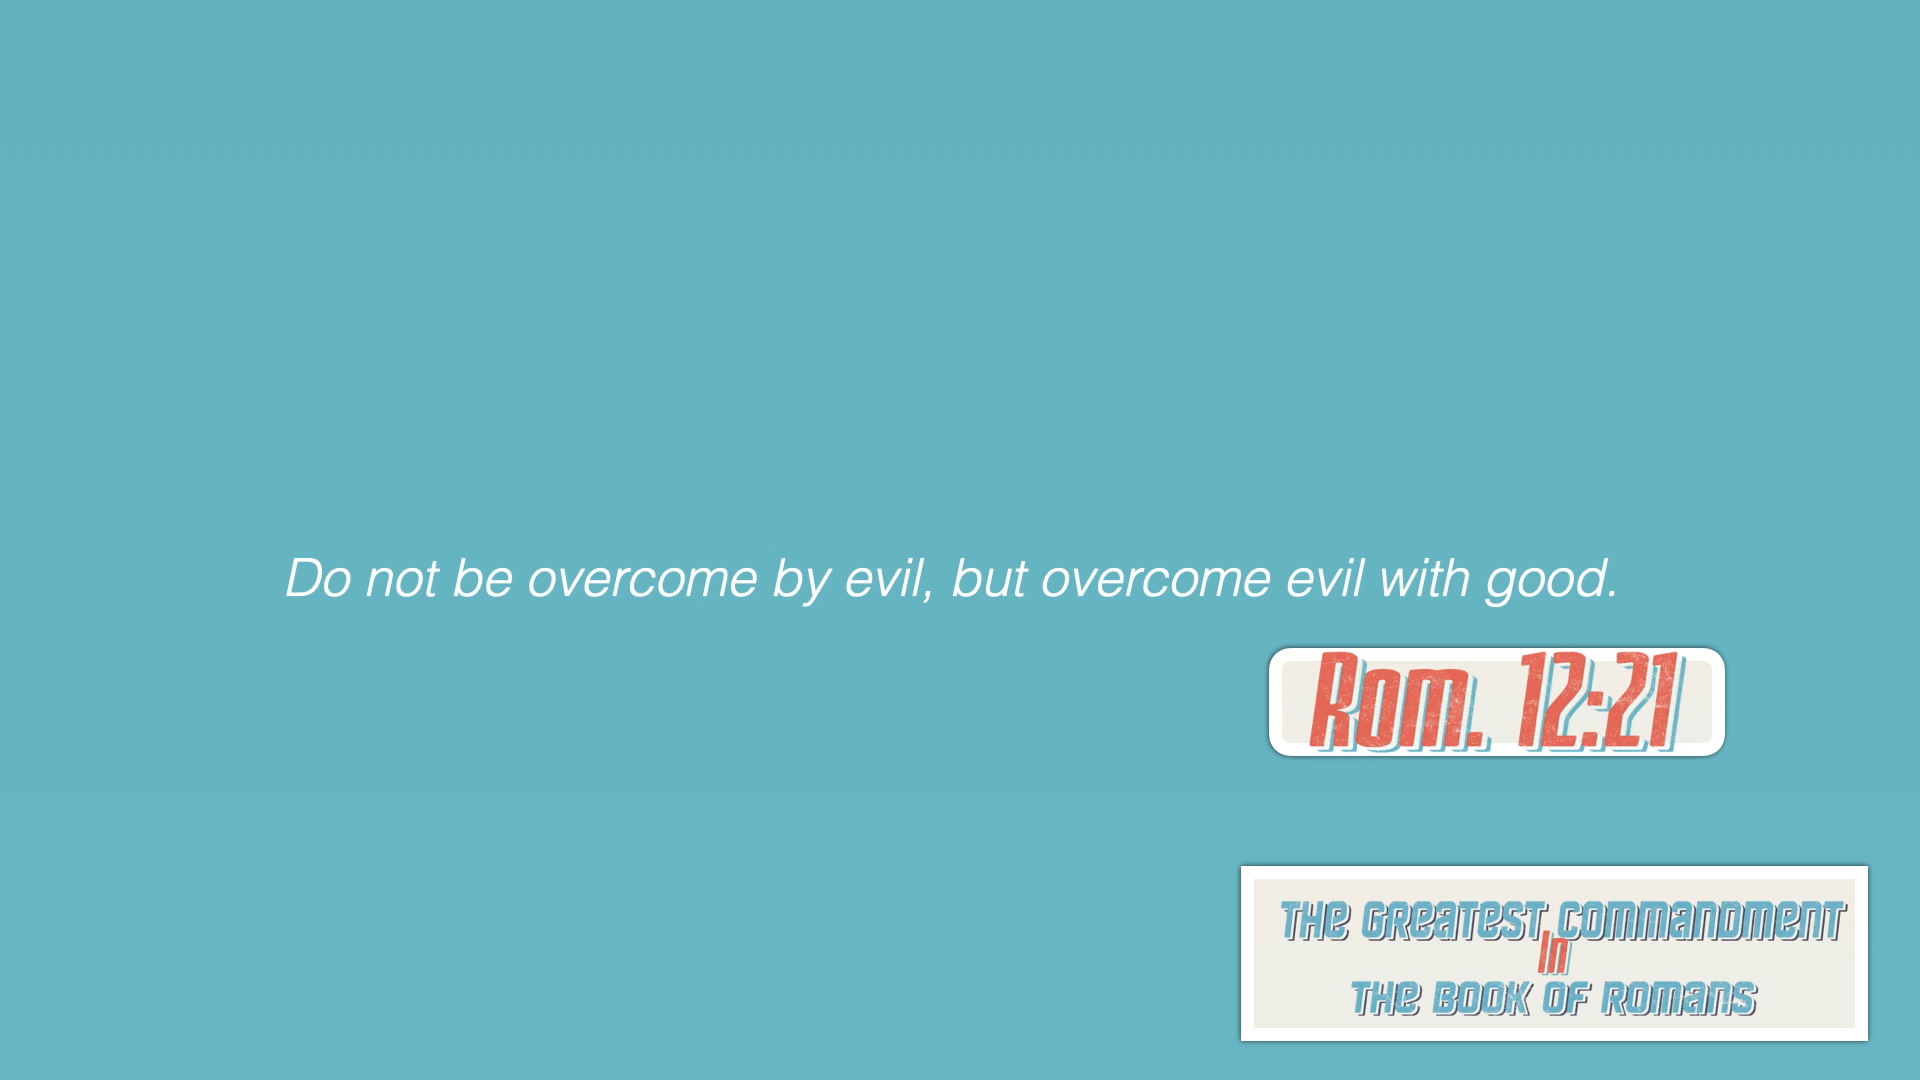 Do not be overcome by evil, but overcome evil with good.
Rom. 12:21
THE GREATEST COMMANDMENT
In
THE BOOK OF ROMANS